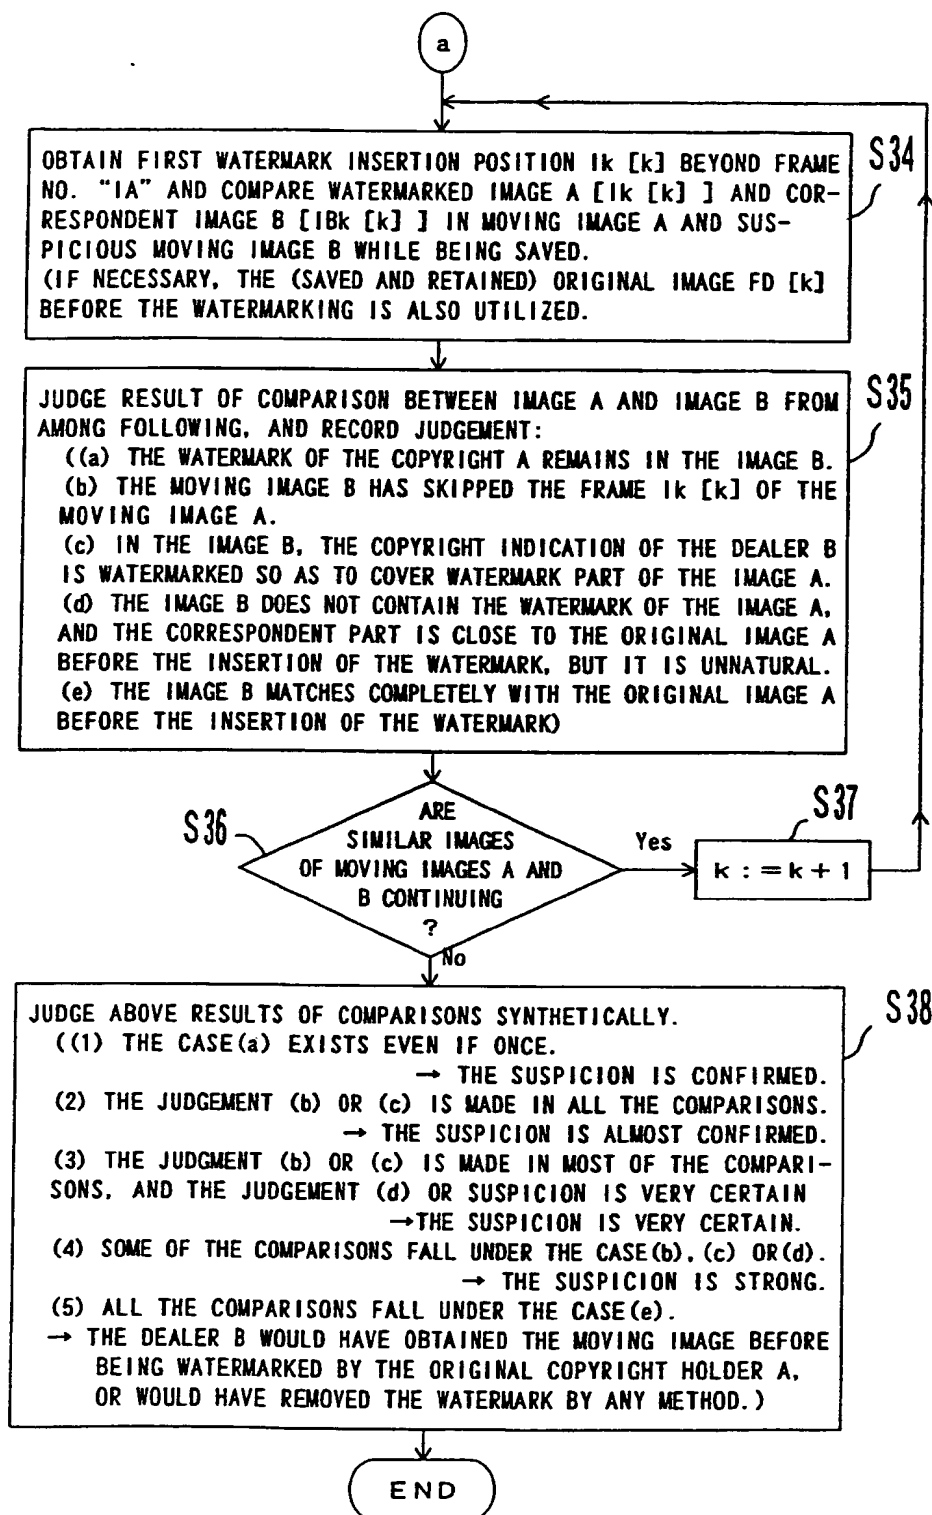 a
OBTAIN FIRST WATERMARK INSERTION POSITION Ik [k] BEYOND FRAME
NO. "IA" AND COMPARE WATERMARKED IMAGE A [Ik [k] ] AND COR-
RESPONDENT IMAGE B [IBk [k] ] IN MOVING IMAGE A AND SUS-
PICIOUS MOVING IMAGE B WHILE BEING SAVED.
(IF NECESSARY, THE (SAVED AND RETAINED) ORIGINAL IMAGE FD [k]
BEFORE THE WATERMARKING IS ALSO UTILIZED.
S34
JUDGE RESULT OF COMPARISON BETWEEN IMAGE A AND IMAGE B FROM
AMONG FOLLOWING, AND RECORD JUDGEMENT:
((a) THE WATERMARK OF THE COPYRIGHT A REMAINS IN THE IMAGE B.
(b) THE MOVING IMAGE B HAS SKIPPED THE FRAME Ik [k] OF THE
MOVING IMAGE A.
(c) IN THE IMAGE B, THE COPYRIGHT INDICATION OF THE DEALER B
IS WATERMARKED SO AS TO COVER WATERMARK PART OF THE IMAGE A.
(d) THE IMAGE B DOES NOT CONTAIN THE WATERMARK OF THE IMAGE A,
AND THE CORRESPONDENT PART IS CLOSE TO THE ORIGINAL IMAGE A
BEFORE THE INSERTION OF THE WATERMARK, BUT IT IS UNNATURAL.
(e) THE IMAGE B MATCHES COMPLETELY WITH THE ORIGINAL IMAGE A
BEFORE THE INSERTION OF THE WATERMARK)
S35
S36
ARE
SIMILAR IMAGES
OF MOVING IMAGES A AND
B CONTINUING
?
Yes
S37
k := k + 1
No
JUDGE ABOVE RESULTS OF COMPARISONS SYNTHETICALLY.
((1) THE CASE(a) EXISTS EVEN IF ONCE.
→ THE SUSPICION IS CONFIRMED.
(2) THE JUDGEMENT (b) OR (c) IS MADE IN ALL THE COMPARISONS.
→ THE SUSPICION IS ALMOST CONFIRMED.
(3) THE JUDGMENT (b) OR (c) IS MADE IN MOST OF THE COMPARI-
SONS, AND THE JUDGEMENT (d) OR SUSPICION IS VERY CERTAIN
→THE SUSPICION IS VERY CERTAIN.
(4) SOME OF THE COMPARISONS FALL UNDER THE CASE(b), (c) OR(d).
→ THE SUSPICION IS STRONG.
(5) ALL THE COMPARISONS FALL UNDER THE CASE(e).
→ THE DEALER B WOULD HAVE OBTAINED THE MOVING IMAGE BEFORE
BEING WATERMARKED BY THE ORIGINAL COPYRIGHT HOLDER A,
OR WOULD HAVE REMOVED THE WATERMARK BY ANY METHOD.)
S38
END